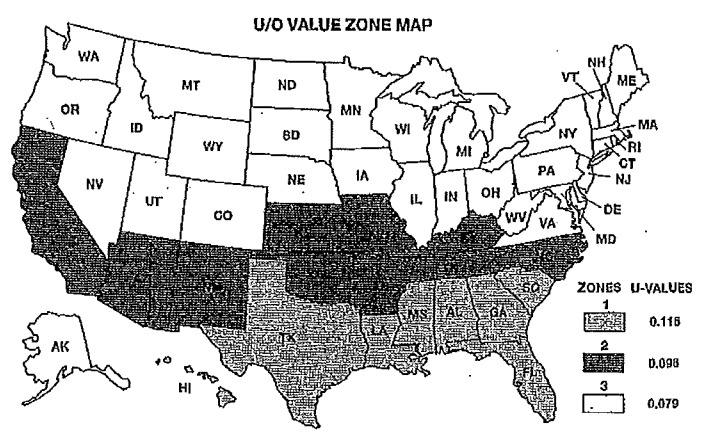 U/O VALUE ZONE MAP
WA
MT
ND
MN
VT
NH
ME
OR
ID
WY
SD
WI
MI
NY
MA
RI
CT
NJ
NV
UT
CO
NE
IA
IL
IN
OH
PA
WV
VA
DE
MD
NC
SC
TX
LA
MS
AL
GA
FL
AK
HI
ZONES U-VALUES
1
0.116
2
0.098
3
0.079